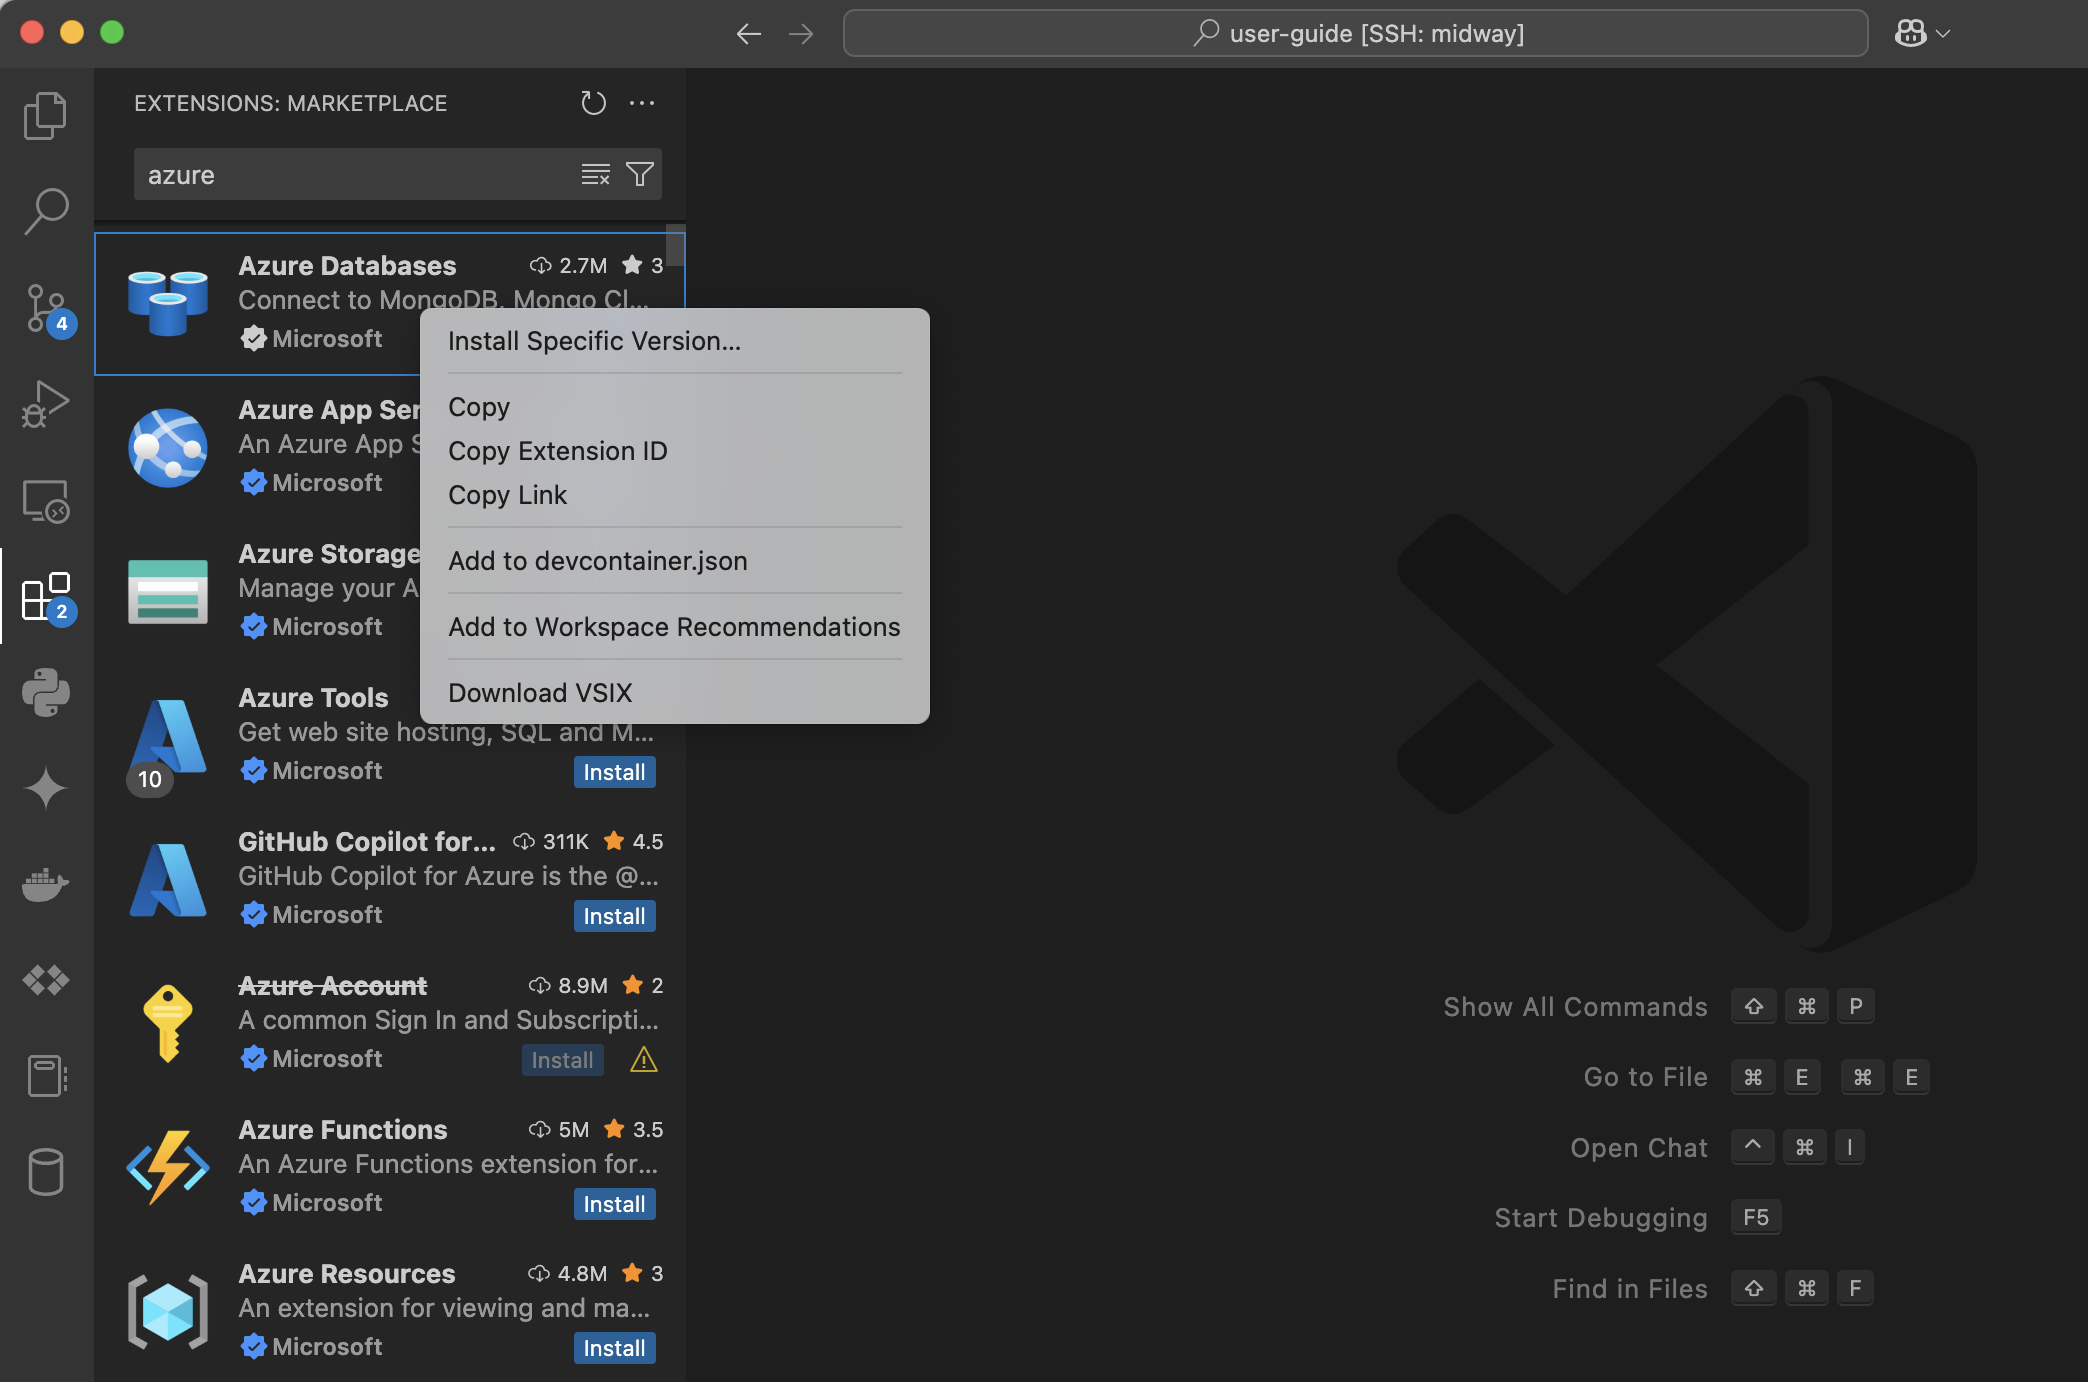 user-guide [SSH: midway]
EXTENSIONS: MARKETPLACE
azure
Azure Databases 2.7M 3
Connect to MongoDB, Mongo Cl...
Microsoft
Install Specific Version...
Copy
Copy Extension ID
Copy Link
Add to devcontainer.json
Add to Workspace Recommendations
Download VSIX
Azure App Ser
An Azure App S
Microsoft
Azure Storage
Manage your A
Microsoft
Azure Tools
Get web site hosting, SQL and M...
Microsoft Install
10
GitHub Copilot for... 311K 4.5
GitHub Copilot for Azure is the @...
Microsoft Install
Azure Account 8.9M 2
A common Sign In and Subscripti...
Microsoft Install
Azure Functions 5M 3.5
An Azure Functions extension for...
Microsoft Install
Azure Resources 4.8M 3
An extension for viewing and ma...
Microsoft Install
4
2
Show All Commands ⇧ ⌘ P
Go to File ⌘ E ⌘ E
Open Chat ^ ⌘ I
Start Debugging F5
Find in Files ⇧ ⌘ F